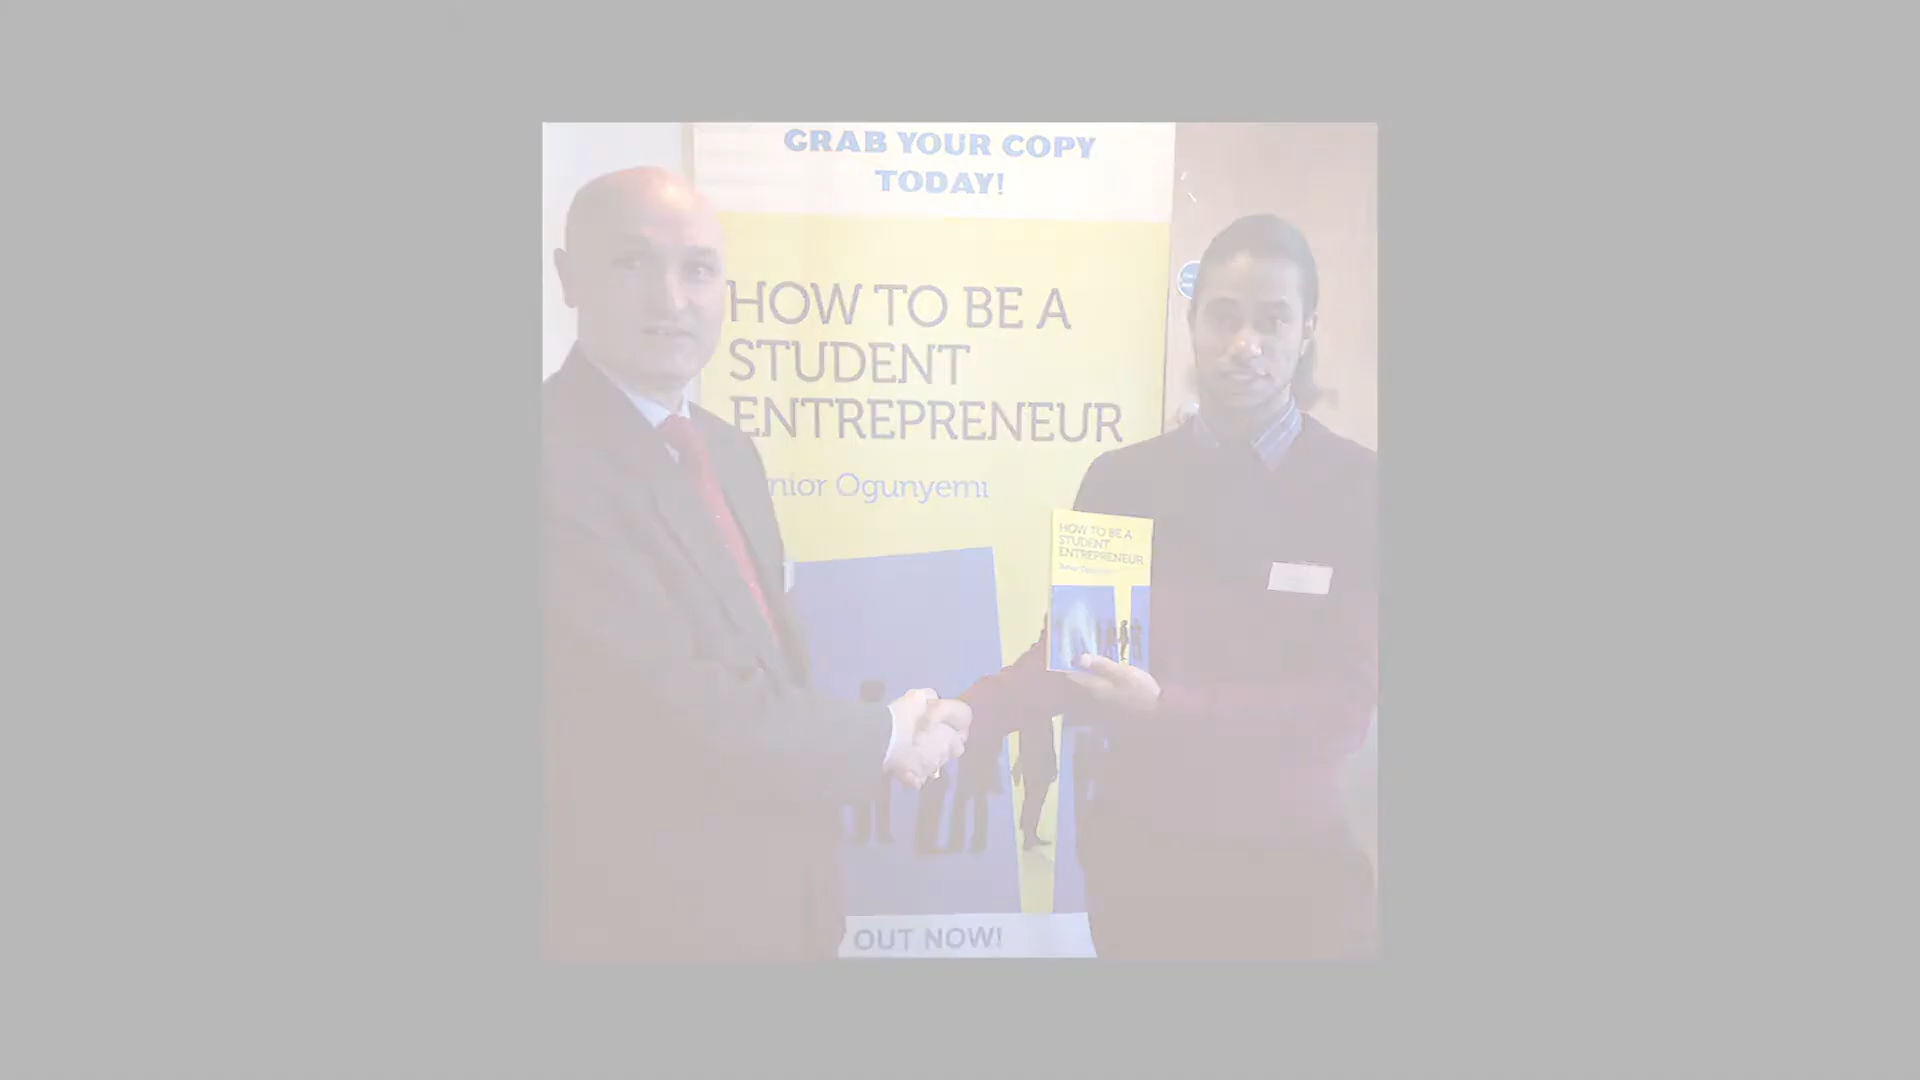 GRAB YOUR COPY
TODAY!
HOW TO BE A
STUDENT
ENTREPRENEUR
nior Ogunyemi
HOW TO BE A
STUDENT
ENTREPRENEUR
OUT NOW!